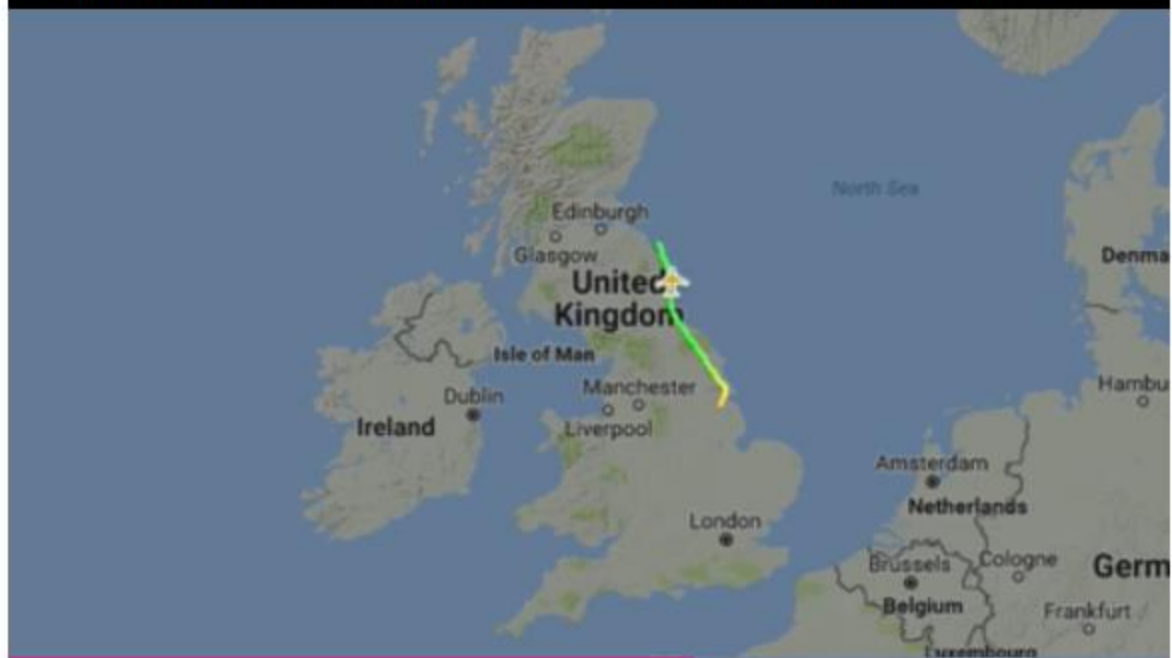 North Sea
Edinburgh
Glasgow
Denma
United
Kingdom
Isle of Man
Hambu
Manchester
Dublin
Ireland
Liverpool
Amsterdam
Netherlands
London
Brussels
Cologne
Germ
Belgium
Frankfurt
Luxembourg